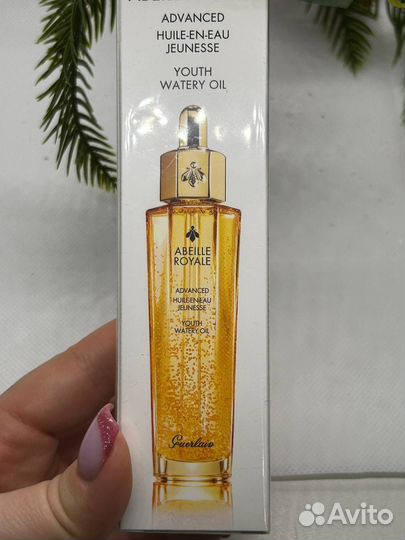 ADVANCED
HUILE-EN-EAU
JEUNESSE
YOUTH
WATERY OIL
ABEILLE
ROYALE
ADVANCED
HUILE-EN-EAU
JEUNESSE
YOUTH
WATERY OIL
Guerlain
Avito